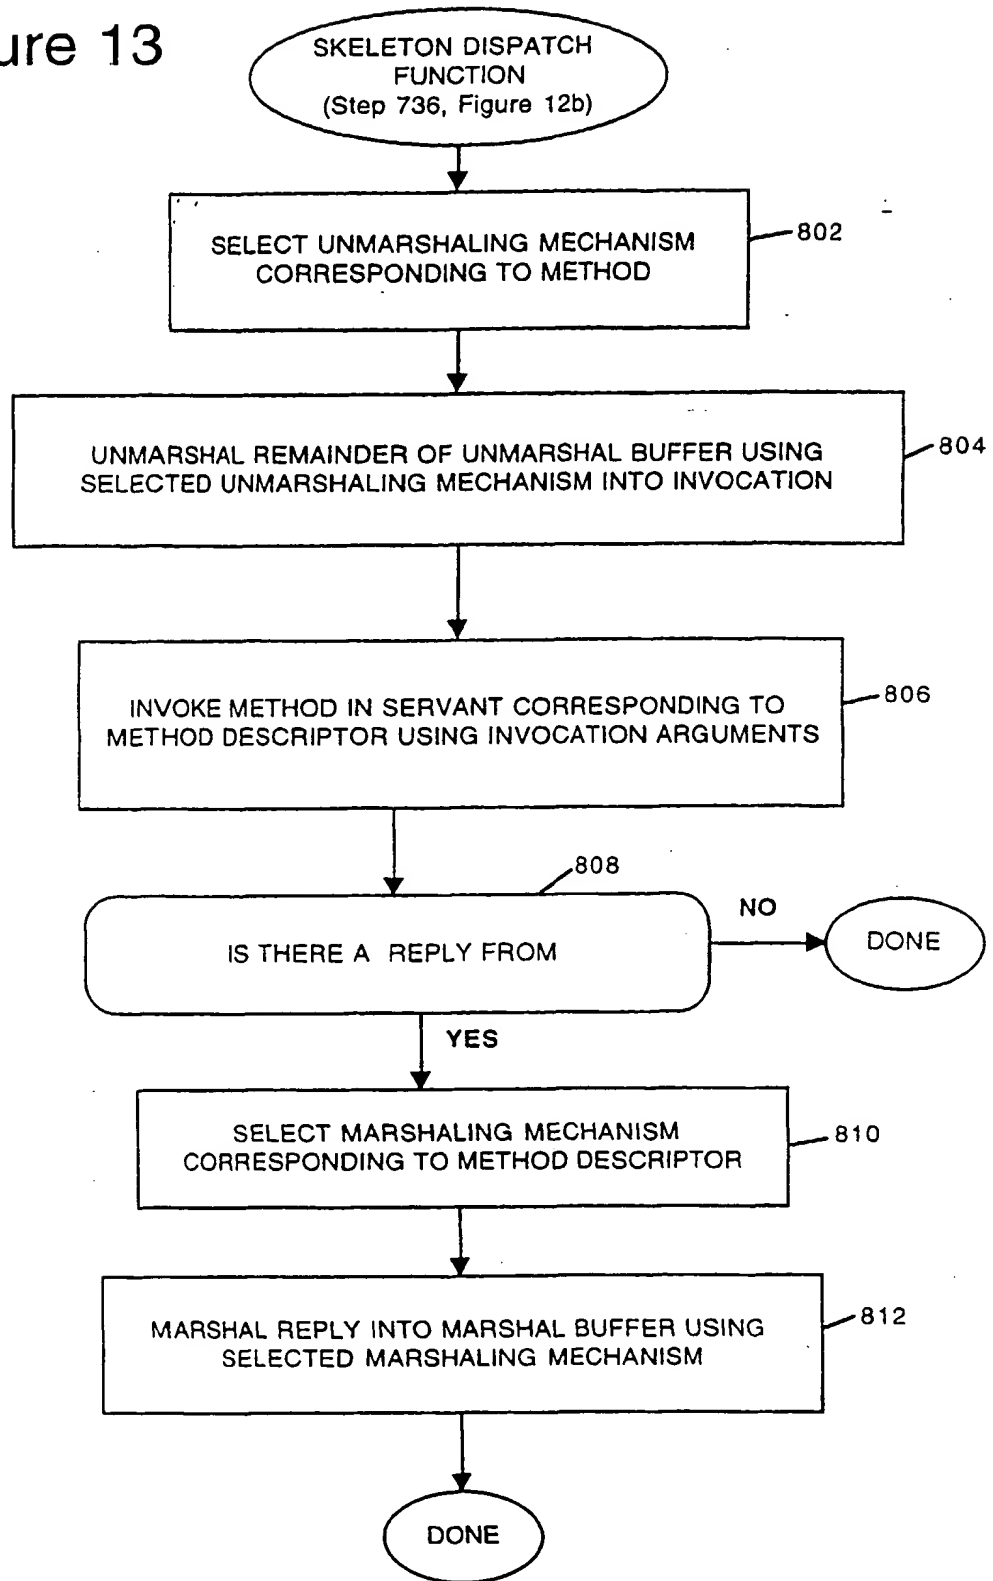 ure 13
SKELETON DISPATCH
FUNCTION
(Step 736, Figure 12b)
SELECT UNMARSHALING MECHANISM
CORRESPONDING TO METHOD
802
UNMARSHAL REMAINDER OF UNMARSHAL BUFFER USING
SELECTED UNMARSHALING MECHANISM INTO INVOCATION
804
INVOKE METHOD IN SERVANT CORRESPONDING TO
METHOD DESCRIPTOR USING INVOCATION ARGUMENTS
806
808
IS THERE A REPLY FROM
NO
DONE
YES
SELECT MARSHALING MECHANISM
CORRESPONDING TO METHOD DESCRIPTOR
810
MARSHAL REPLY INTO MARSHAL BUFFER USING
SELECTED MARSHALING MECHANISM
812
DONE